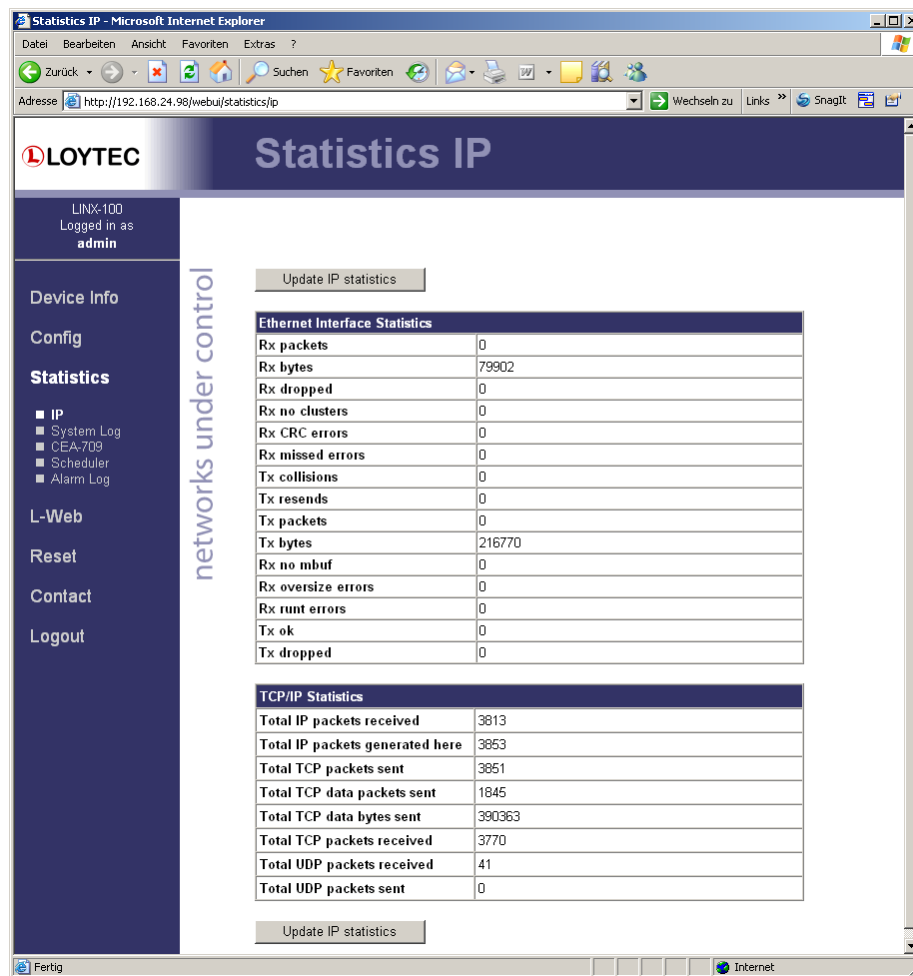 Statistics IP - Microsoft Internet Explorer
Datei Bearbeiten Ansicht Favoriten Extras ?
Zurück Suchen Favoriten
Adresse http://192.168.24.98/webui/statistics/ip Wechseln zu Links » SnagIt
LOYTEC
Statistics IP
LINX-100
Logged in as
admin
Device Info
Config
Statistics
IP
System Log
CEA-709
Scheduler
Alarm Log
L-Web
Reset
Contact
Logout
networks under control
Update IP statistics
Ethernet Interface Statistics
Rx packets 0
Rx bytes 79902
Rx dropped 0
Rx no clusters 0
Rx CRC errors 0
Rx missed errors 0
Tx collisions 0
Tx resends 0
Tx packets 0
Tx bytes 216770
Rx no mbuf 0
Rx oversize errors 0
Rx runt errors 0
Tx ok 0
Tx dropped 0
TCP/IP Statistics
Total IP packets received 3813
Total IP packets generated here 3853
Total TCP packets sent 3851
Total TCP data packets sent 1845
Total TCP data bytes sent 390363
Total TCP packets received 3770
Total UDP packets received 41
Total UDP packets sent 0
Update IP statistics
Fertig Internet